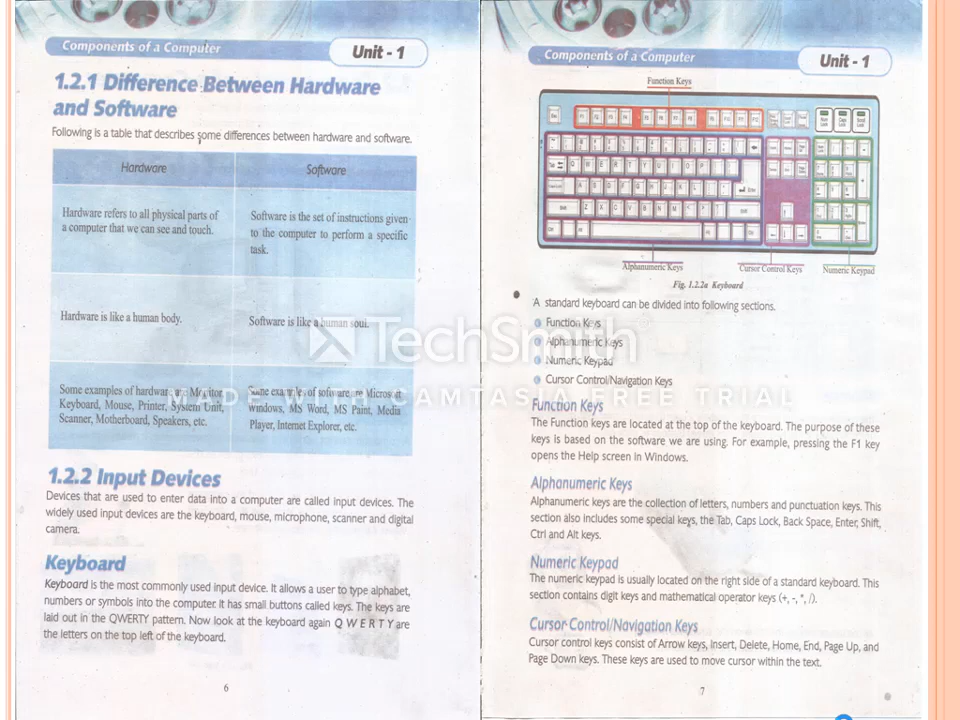 Components of a Computer
Unit - 1
1.2.1 Difference Between Hardware
and Software
Following is a table that describes some differences between hardware and software.
Hardware
Software
Hardware refers to all physical parts of
a computer that we can see and touch.
Software is the set of instructions given
to the computer to perform a specific
task.
Hardware is like a human body.
Software is like a human soul.
Some examples of hardware are Monitor,
Keyboard, Mouse, Printer, System Unit,
Scanner, Motherboard, Speakers, etc.
Some examples of software are Microsoft
windows, MS Word, MS Paint, Media
Player, Internet Explorer, etc.
1.2.2 Input Devices
Devices that are used to enter data into a computer are called input devices. The
widely used input devices are the keyboard, mouse, microphone, scanner and digital
camera.
Keyboard
Keyboard is the most commonly used input device. It allows a user to type alphabet,
numbers or symbols into the computer. It has small buttons called keys. The keys are
laid out in the QWERTY pattern. Now look at the keyboard again Q W E R T Y are
the letters on the top left of the keyboard.
6
Components of a Computer
Unit - 1
Function Keys
Alphanumeric Keys
Cursor Control Keys
Numeric Keypad
Fig. 1.2.2a Keyboard
A standard keyboard can be divided into following sections.
Function Keys
Alphanumeric Keys
Numeric Keypad
Cursor Control/Navigation Keys
Function Keys
The Function keys are located at the top of the keyboard. The purpose of these
keys is based on the software we are using. For example, pressing the F1 key
opens the Help screen in Windows.
Alphanumeric Keys
Alphanumeric keys are the collection of letters, numbers and punctuation keys. This
section also includes some special keys, the Tab, Caps Lock, Back Space, Enter, Shift,
Ctrl and Alt keys.
Numeric Keypad
The numeric keypad is usually located on the right side of a standard keyboard. This
section contains digit keys and mathematical operator keys (+, -, *, /).
Cursor Control/Navigation Keys
Cursor control keys consist of Arrow keys, Insert, Delete, Home, End, Page Up, and
Page Down keys. These keys are used to move cursor within the text.
7
TechSmith
MADE WITH CAMTASIA FREE TRIAL